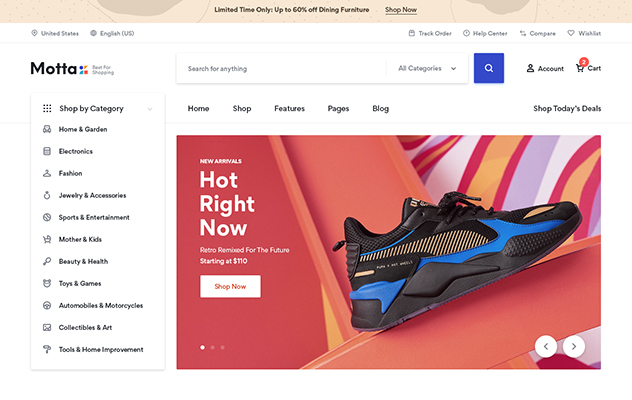 Limited Time Only: Up to 60% off Dining Furniture Shop Now
United States English (US) Track Order Help Center Compare Wishlist
Motta Best For
Shopping
Search for anything All Categories Account 2 Cart
Shop by Category Home Shop Features Pages Blog Shop Today's Deals
Home & Garden
Electronics
Fashion
Jewelry & Accessories
Sports & Entertainment
Mother & Kids
Beauty & Health
Toys & Games
Automobiles & Motorcycles
Collectibles & Art
Tools & Home Improvement
NEW ARRIVALS
Hot
Right
Now
Retro Remixed For The Future
Starting at $110
Shop Now
PUMA X HOT WHEELS